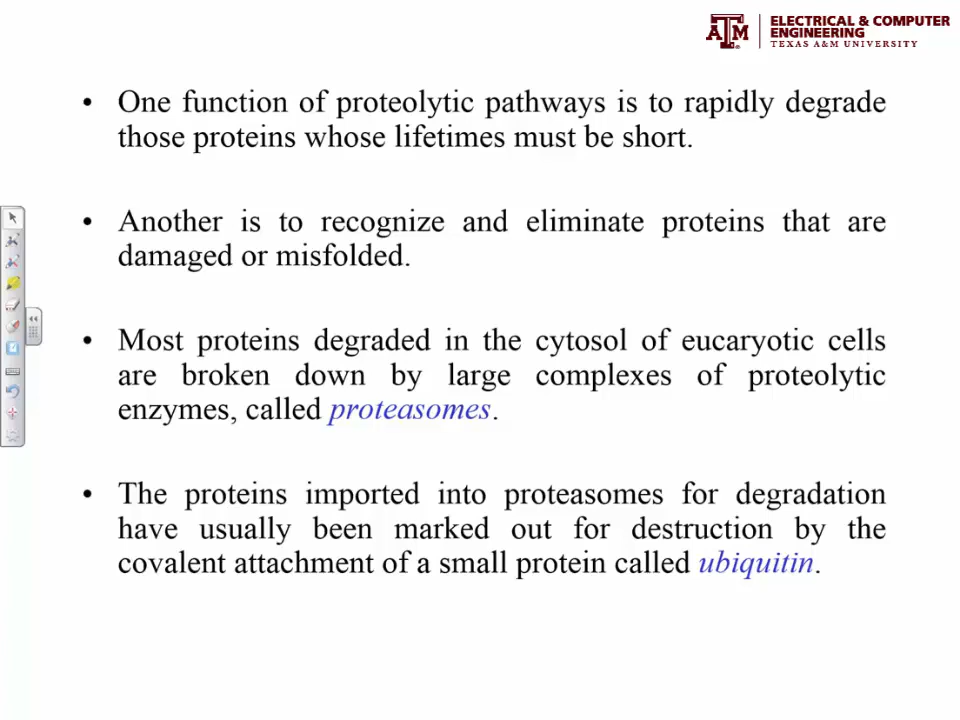 ELECTRICAL & COMPUTER
ENGINEERING
TEXAS A&M UNIVERSITY
• One function of proteolytic pathways is to rapidly degrade
those proteins whose lifetimes must be short.
• Another is to recognize and eliminate proteins that are
damaged or misfolded.
• Most proteins degraded in the cytosol of eucaryotic cells
are broken down by large complexes of proteolytic
enzymes, called proteasomes.
• The proteins imported into proteasomes for degradation
have usually been marked out for destruction by the
covalent attachment of a small protein called ubiquitin.